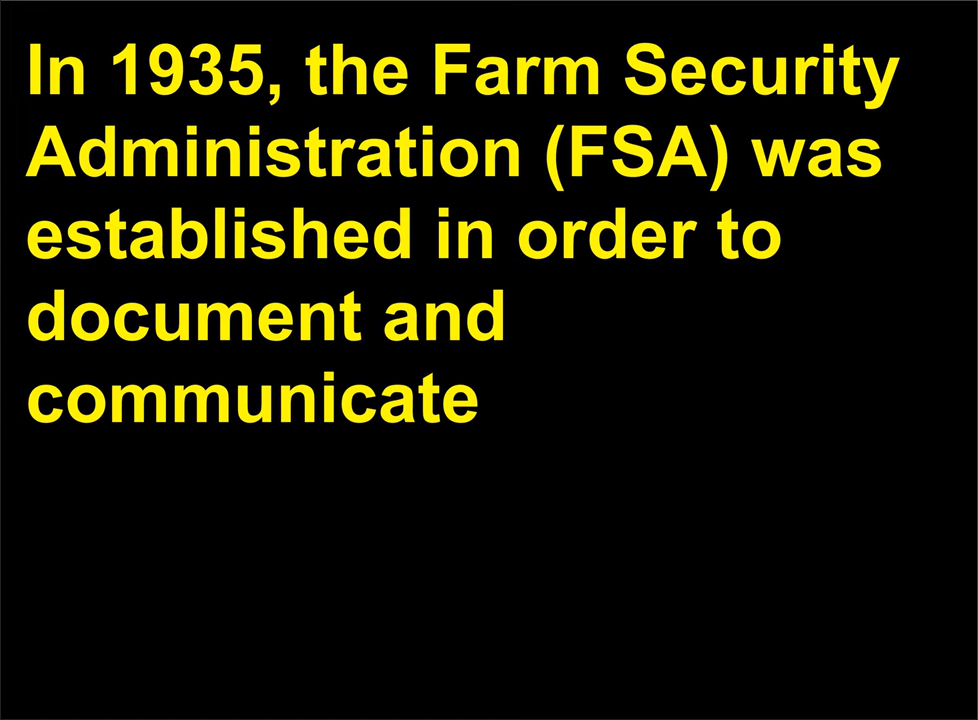 In 1935, the Farm Security
Administration (FSA) was
established in order to
document and
communicate